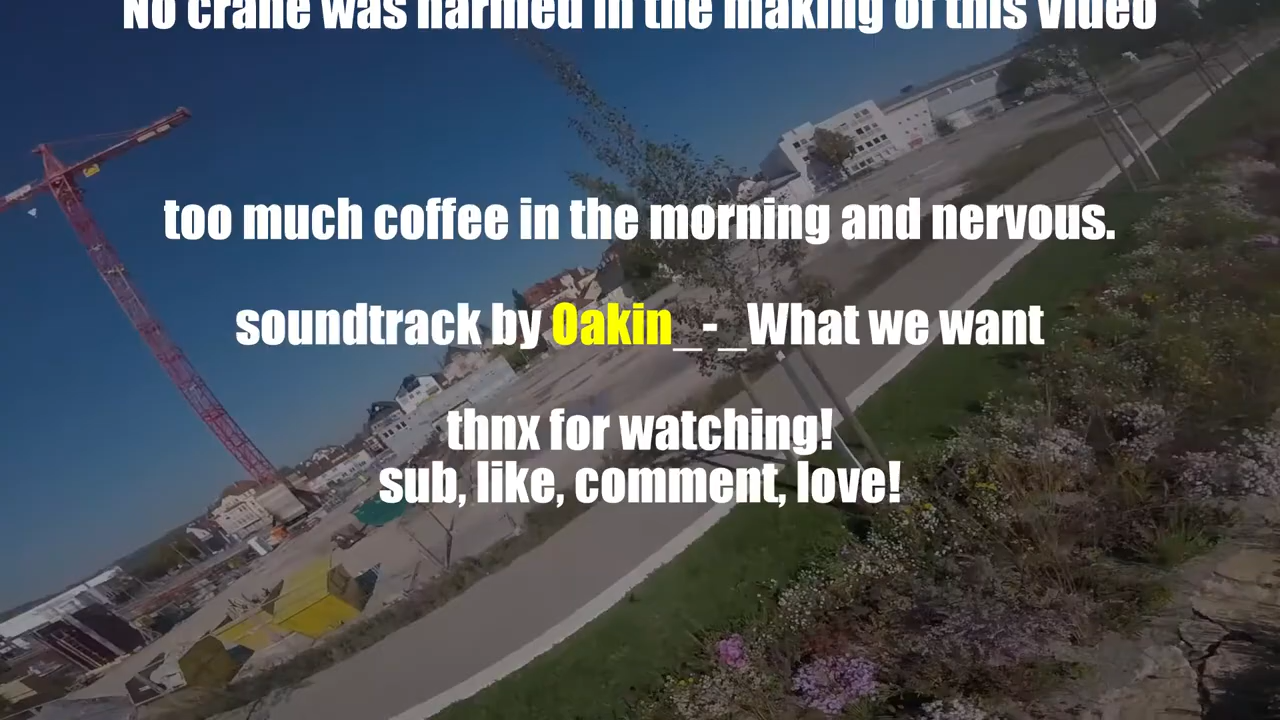 No crane was harmed in the making of this video
too much coffee in the morning and nervous.
soundtrack by Oakin_-_What we want
thnx for watching!
sub, like, comment, love!